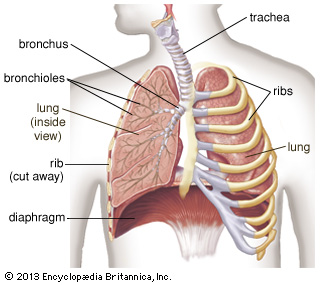 trachea
bronchus
bronchioles
ribs
lung
(inside
view)
lung
rib
(cut away)
diaphragm
© 2013 Encyclopædia Britannica, Inc.